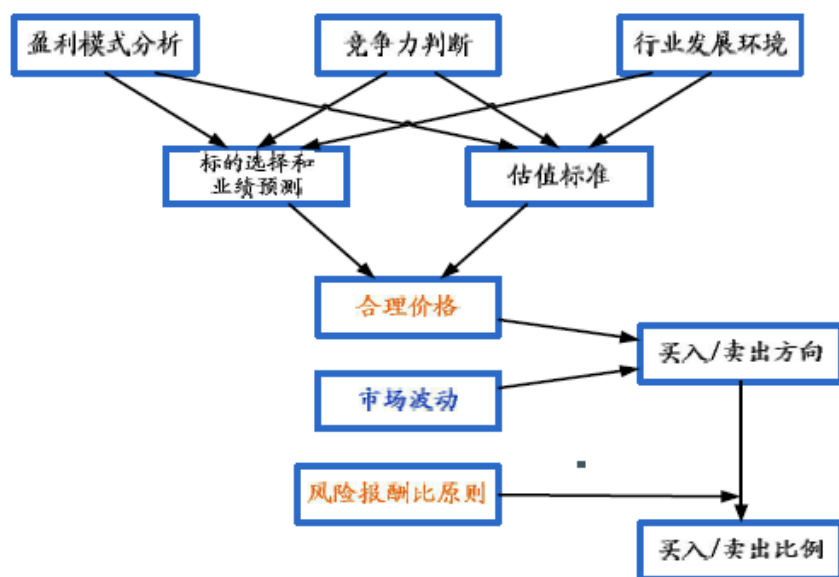 盈利模式分析
竞争力判断
行业发展环境
标的选择和
业绩预测
估值标准
合理价格
买入/卖出方向
市场波动
风险报酬比原则
买入/卖出比例